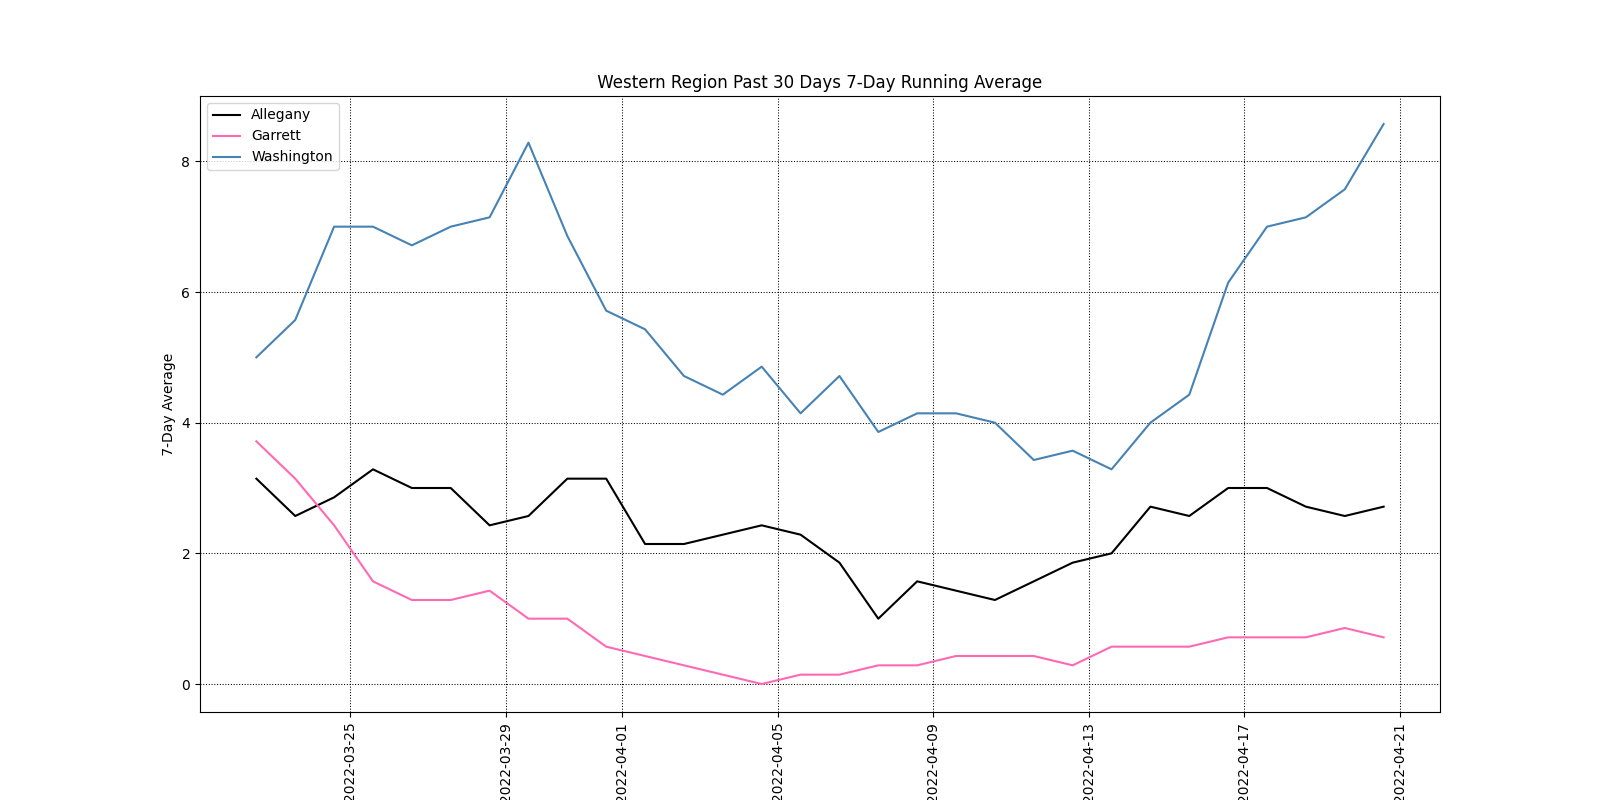 Western Region Past 30 Days 7-Day Running Average
Allegany
Garrett
Washington
7-Day Average
8
6
4
2
0
2022-03-25
2022-03-29
2022-04-01
2022-04-05
2022-04-09
2022-04-13
2022-04-17
2022-04-21